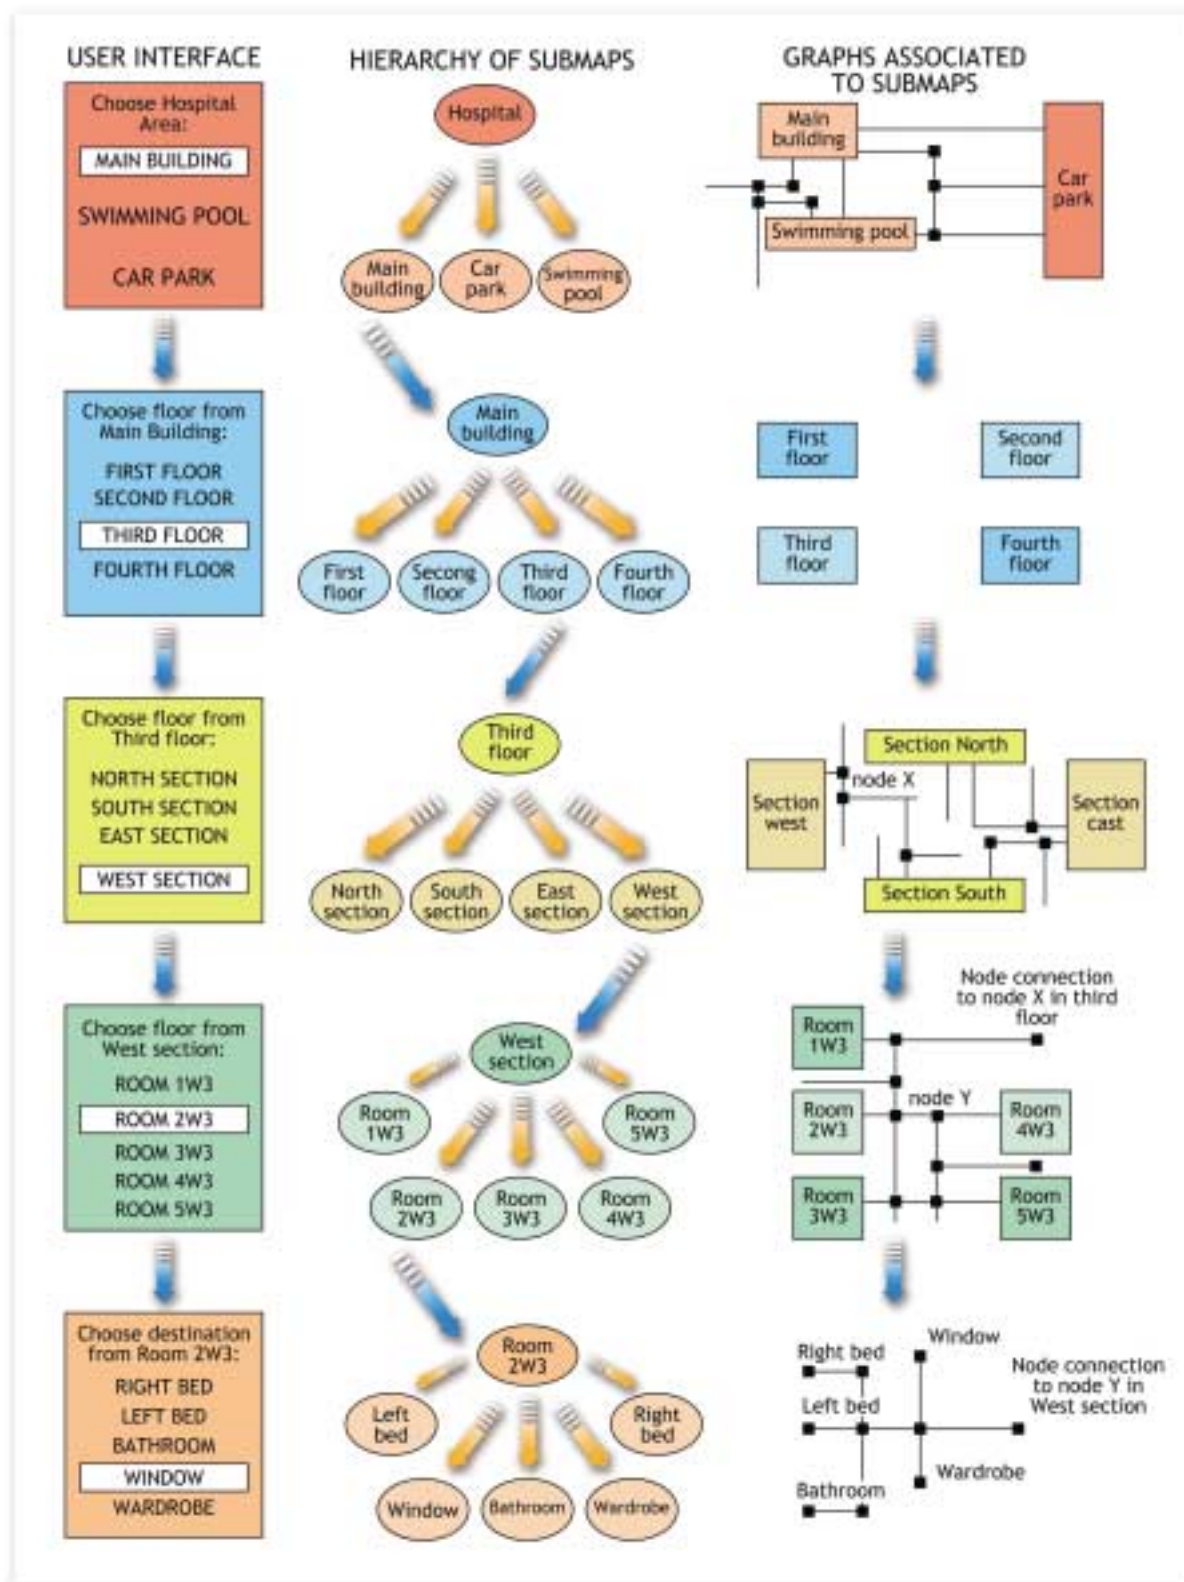 USER INTERFACE
Choose Hospital
Area:
MAIN BUILDING
SWIMMING POOL
CAR PARK
Choose floor from
Main Building:
FIRST FLOOR
SECOND FLOOR
THIRD FLOOR
FOURTH FLOOR
Choose floor from
Third floor:
NORTH SECTION
SOUTH SECTION
EAST SECTION
WEST SECTION
Choose floor from
West section:
ROOM 1W3
ROOM 2W3
ROOM 3W3
ROOM 4W3
ROOM 5W3
Choose destination
from Room 2W3:
RIGHT BED
LEFT BED
BATHROOM
WINDOW
WARDROBE
HIERARCHY OF SUBMAPS
Hospital
Main
building
Car
park
Swimming
pool
Main
building
First
floor
Secong
floor
Third
floor
Fourth
floor
Third
floor
North
section
South
section
East
section
West
section
West
section
Room
1W3
Room
5W3
Room
2W3
Room
3W3
Room
4W3
Room
2W3
Left
bed
Right
bed
Window
Bathroom
Wardrobe
GRAPHS ASSOCIATED
TO SUBMAPS
Main
building
Car
park
Swimming pool
First
floor
Second
floor
Third
floor
Fourth
floor
Section North
node X
Section
west
Section
cast
Section South
Node connection
to node X in third
floor
Room
1W3
node Y
Room
2W3
Room
4W3
Room
3W3
Room
5W3
Window
Right bed
Node connection
to node Y in
West section
Left bed
Wardrobe
Bathroom